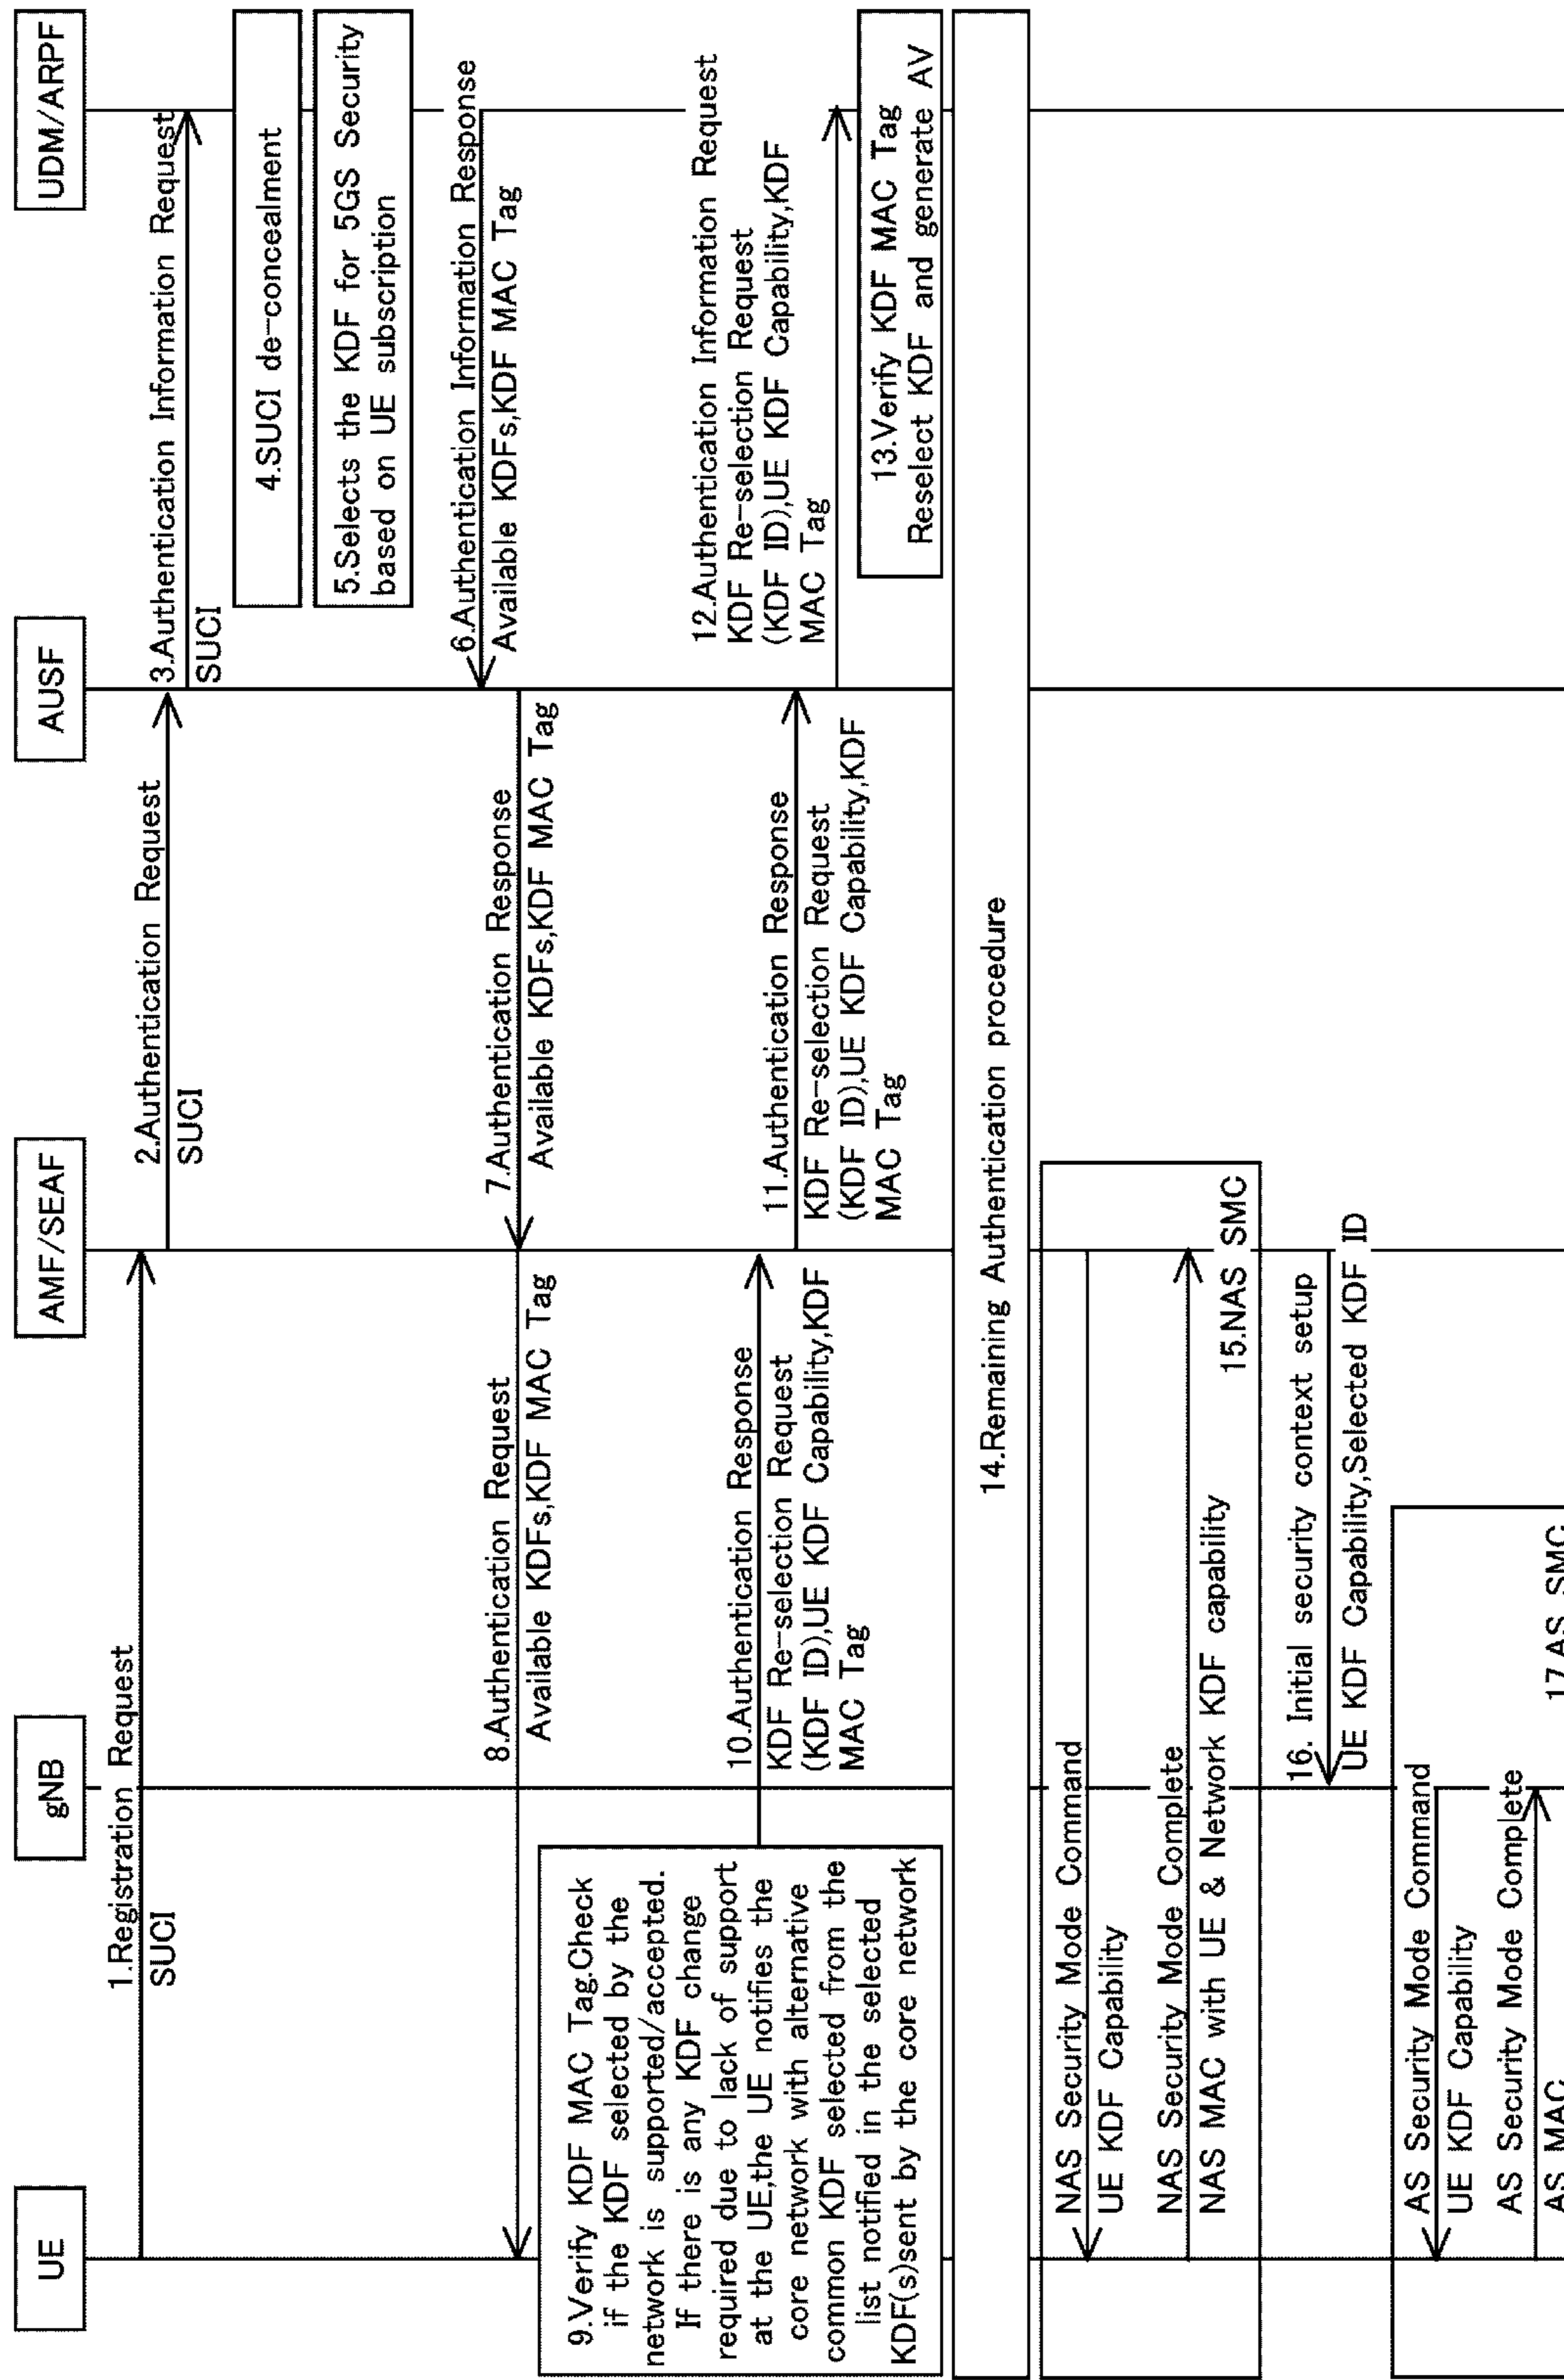 UE
gNB
AMF/SEAF
AUSF
UDM/ARPF
1.Registration Request
SUCI
2.Authentication Request
SUCI
3.Authentication Information Request
SUCI
4.SUCI de-concealment
5.Selects the KDF for 5GS Security
based on UE subscription
6.Authentication Information Response
Available KDFs,KDF MAC Tag
7.Authentication Response
Available KDFs,KDF MAC Tag
8.Authentication Request
Available KDFs,KDF MAC Tag
9.Verify KDF MAC Tag.Check
if the KDF selected by the
network is supported/accepted.
If there is any KDF change
required due to lack of support
at the UE,the UE notifies the
core network with alternative
common KDF selected from the
list notified in the selected
KDF(s)sent by the core network
10.Authentication Response
KDF Re-selection Request
(KDF ID),UE KDF Capability,KDF
MAC Tag
11.Authentication Response
KDF Re-selection Request
(KDF ID),UE KDF Capability,KDF
MAC Tag
12.Authentication Information Request
KDF Re-selection Request
(KDF ID),UE KDF Capability,KDF
MAC Tag
13.Verify KDF MAC Tag
Reselect KDF and generate AV
14.Remaining Authentication procedure
NAS Security Mode Command
UE KDF Capability
NAS Security Mode Complete
NAS MAC with UE & Network KDF capability
15.NAS SMC
16. Initial security context setup
UE KDF Capability,Selected KDF ID
AS Security Mode Command
UE KDF Capability
AS Security Mode Complete
AS MAC
17.AS SMC